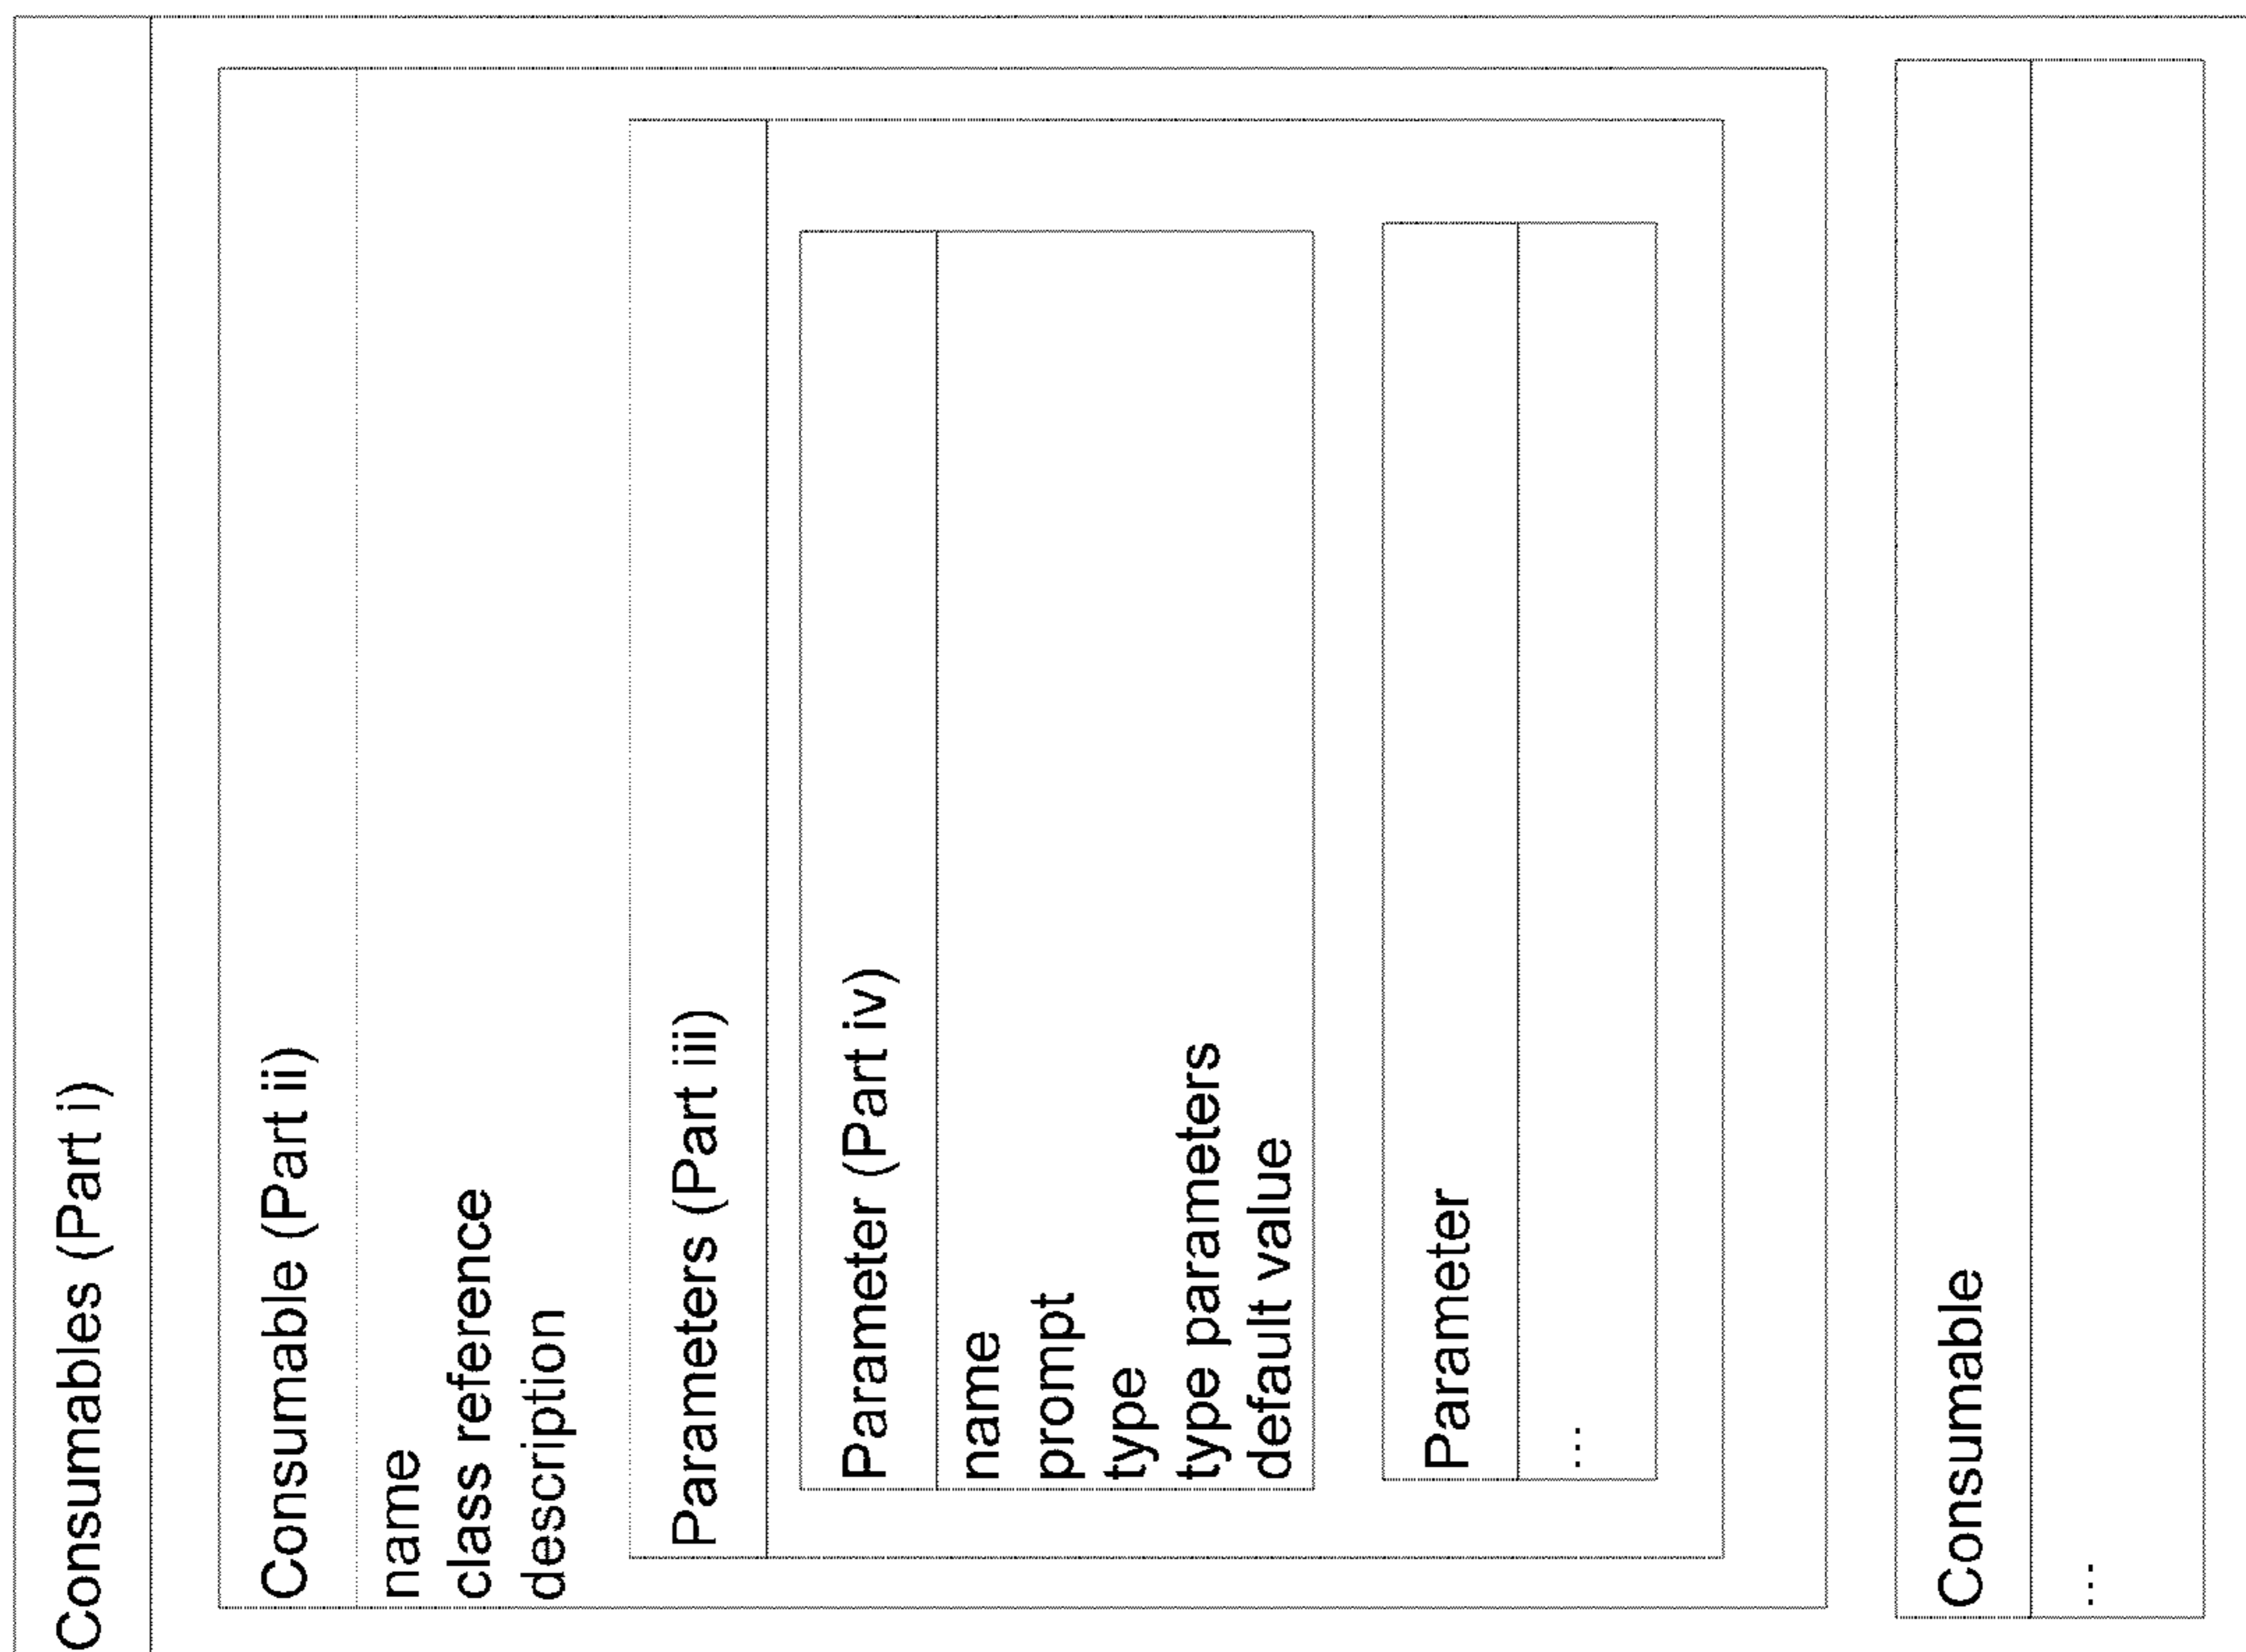 Consumables (Part i)
Consumable (Part ii)
name
class reference
description
Parameters (Part iii)
Parameter (Part iv)
name
prompt
type
type parameters
default value
Parameter
...
Consumable
...